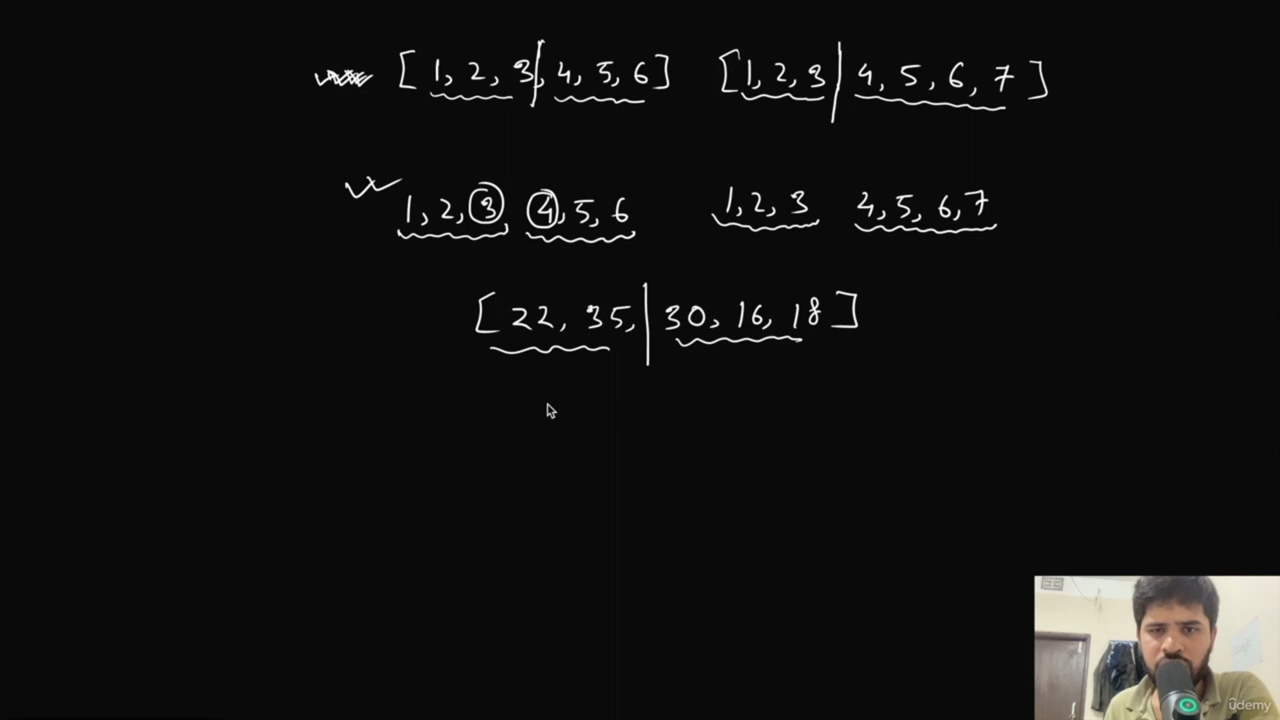 [1, 2, 3, 4, 5, 6] [1, 2, 3 4, 5, 6, 7]
1, 2, 3 4, 5, 6 1, 2, 3 4, 5, 6, 7
[22, 35, 30, 16, 18]
ûdemy